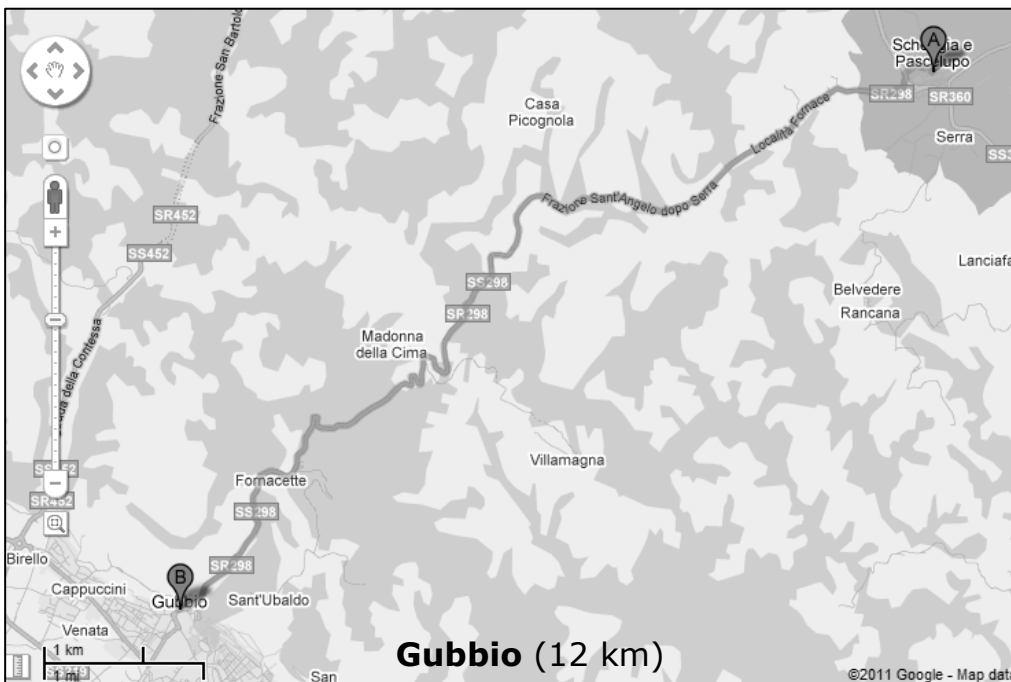 Frazione San Bartolo
A
Scheggia e
Pascelupo
SR298
SR360
Casa
Picognola
Località Fornace
Serra
SS3
SR452
Frazione Sant'Angelo dopo Serra
SS452
Lanciafa
SS298
Belvedere
Rancana
SR298
Madonna
della Cima
della Contessa
Villamagna
SS452
Fornacette
SR452
SS298
Birello
SR298
B
Cappuccini
Gubbio
Sant'Ubaldo
Venata
1 km
Gubbio (12 km)
1 mi
San
©2011 Google - Map data